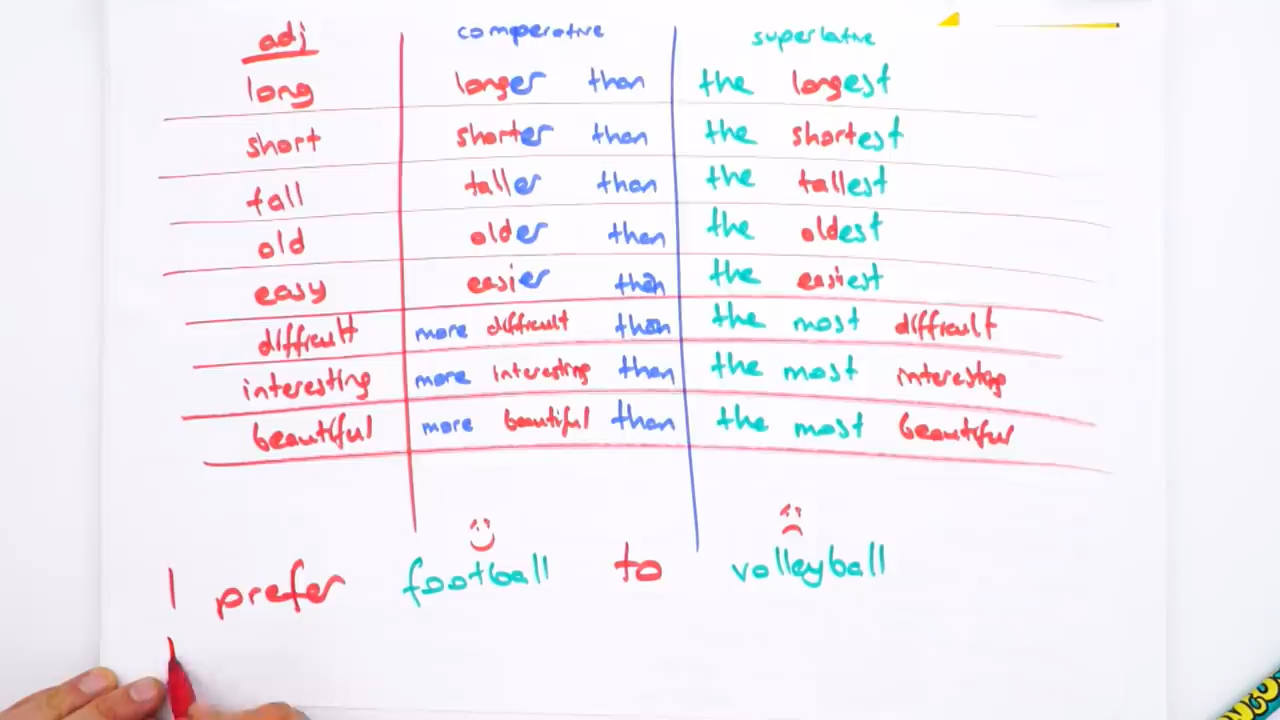 adj comperative superlative
long longer than the longest
short shorter than the shortest
tall taller than the tallest
old older than the oldest
easy easier than the easiest
difficult more difficult than the most difficult
interesting more interesting than the most interesting
beautiful more beautiful than the most beautiful
I prefer football to volleyball